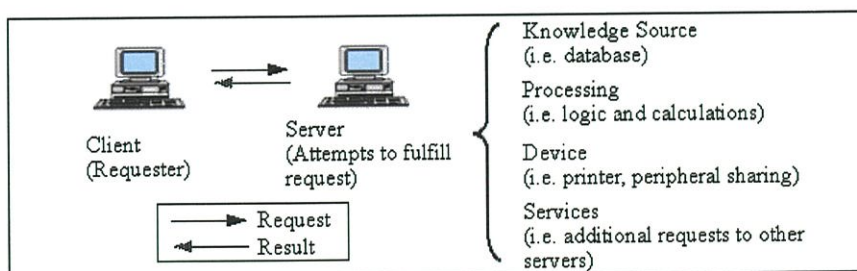 Client
(Requester)
Server
(Attempts to fulfill
request)
Request
Result
Knowledge Source
(i.e. database)
Processing
(i.e. logic and calculations)
Device
(i.e. printer, peripheral sharing)
Services
(i.e. additional requests to other
servers)